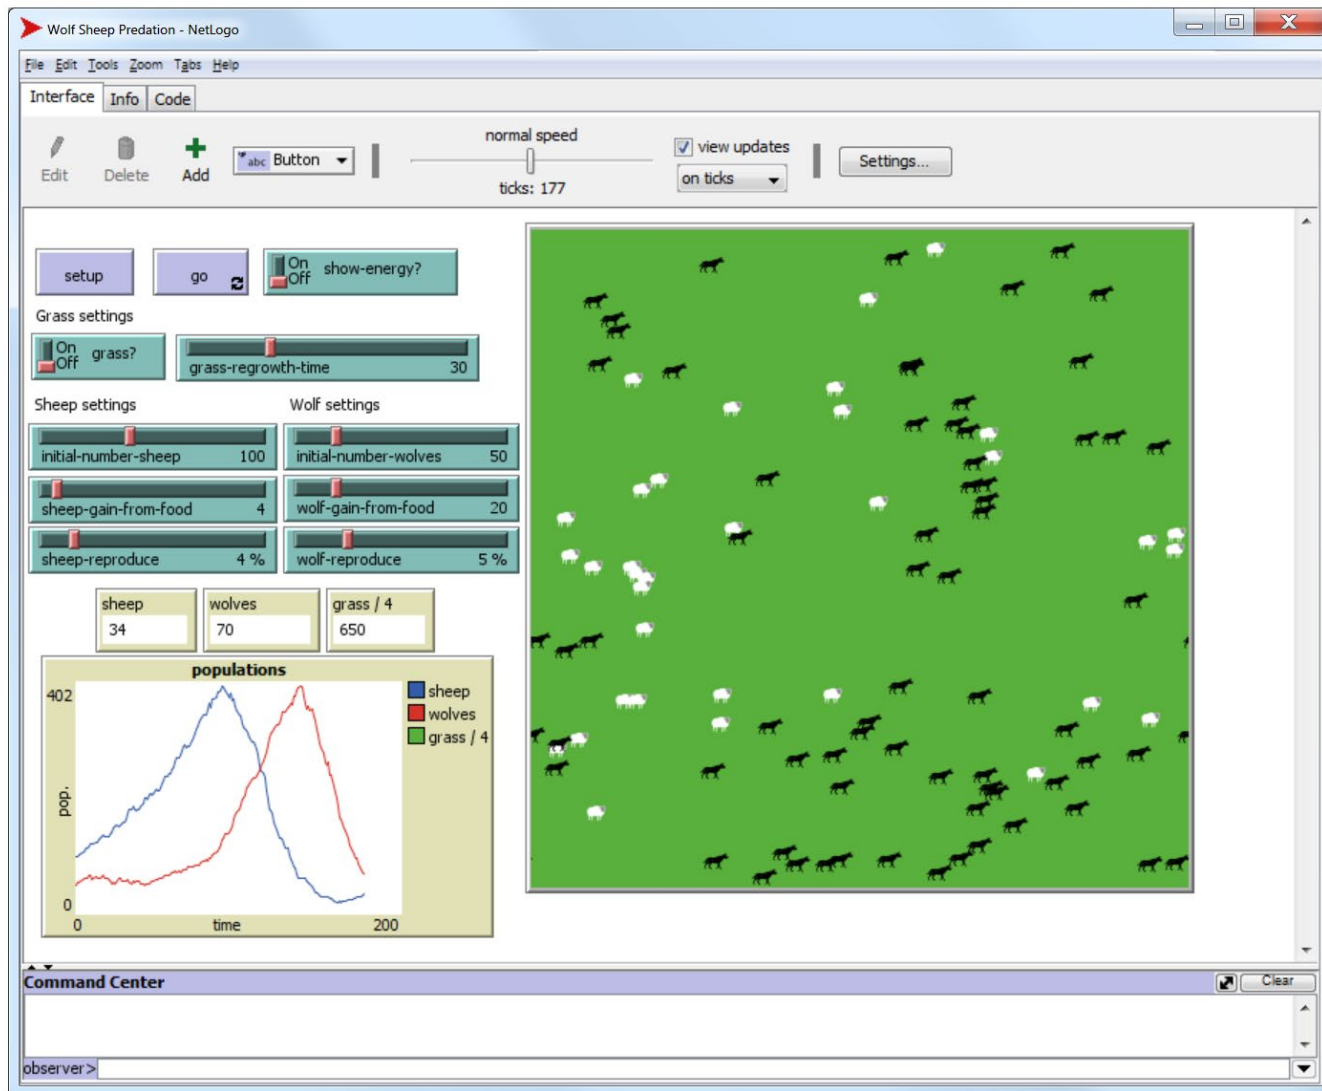 Wolf Sheep Predation - NetLogo
File Edit Tools Zoom Tabs Help
Interface Info Code
Edit Delete Add abc Button normal speed ticks: 177 view updates on ticks Settings...
setup go On Off show-energy?
Grass settings
On Off grass? grass-regrowth-time 30
Sheep settings Wolf settings
initial-number-sheep 100 initial-number-wolves 50
sheep-gain-from-food 4 wolf-gain-from-food 20
sheep-reproduce 4 % wolf-reproduce 5 %
sheep wolves grass / 4
34 70 650
populations
402 sheep
wolves
grass / 4
pop.
0
0 time 200
Command Center Clear
observer>